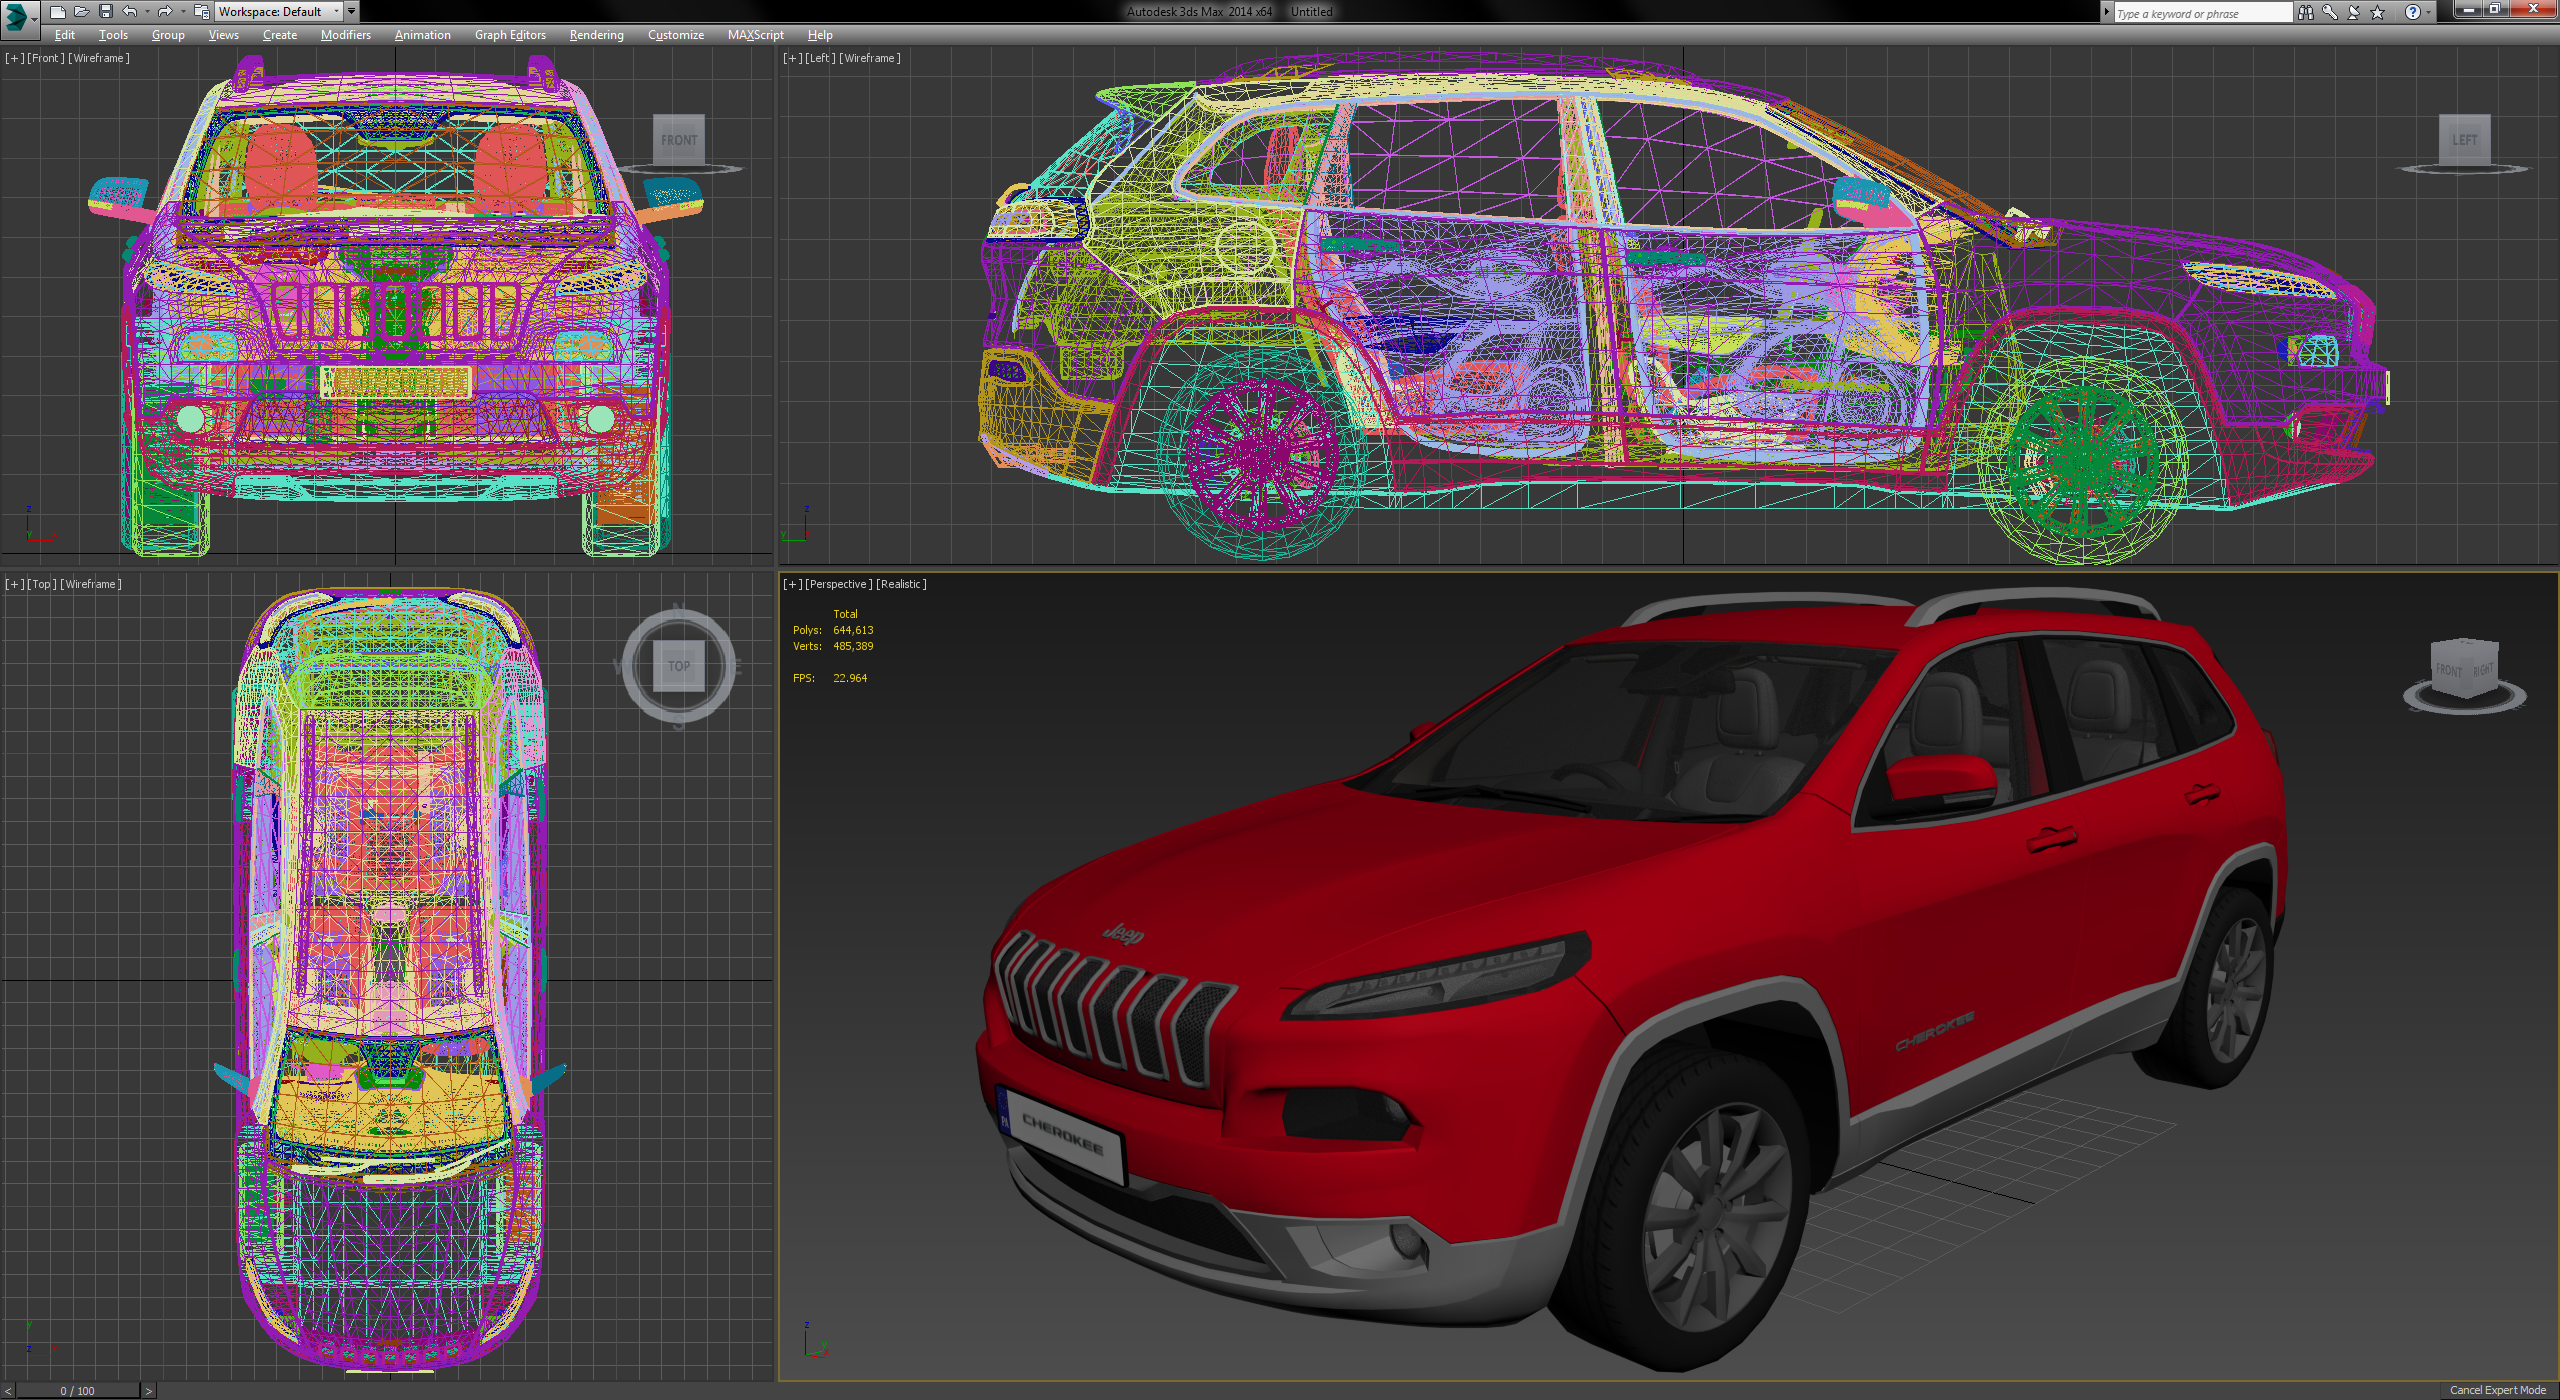 Workspace: Default
Autodesk 3ds Max 2014 x64 Untitled
Type a keyword or phrase
Edit Tools Group Views Create Modifiers Animation Graph Editors Rendering Customize MAXScript Help
[+][Front][Wireframe]
FRONT
[+][Left][Wireframe]
LEFT
[+][Top][Wireframe]
N
TOP
S
[+][Perspective][Realistic]
Total
Polys: 644,613
Verts: 485,389
FPS: 22.964
FRONT
RIGHT
Jeep
CHEROKEE
CHEROKEE
z
y
x
z
y
y
z
z
x
< 0 / 100 >
Cancel Expert Mode